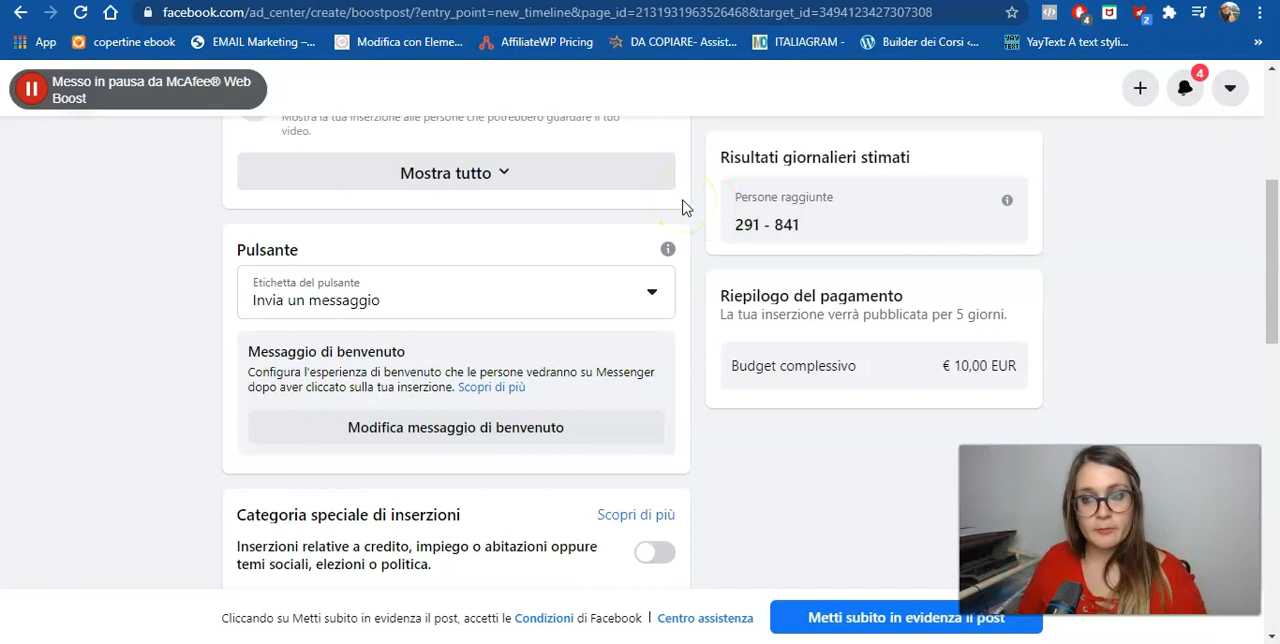 facebook.com/ad_center/create/boostpost/?entry_point=new_timeline&page_id=213193196352​6468&target_id=3494123427307308
4
2
App
copertine ebook
EMAIL Marketing –...
Modifica con Eleme...
AffiliateWP Pricing
DA COPIARE- Assist...
ITALIAGRAM -
Builder dei Corsi ‹...
YayText: A text styli...
»
Messo in pausa da McAfee® Web
Boost
4
Mostra la tua inserzione alle persone che potrebbero guardare il tuo
video.
Mostra tutto
Pulsante
Etichetta del pulsante
Invia un messaggio
Messaggio di benvenuto
Configura l'esperienza di benvenuto che le persone vedranno su Messenger
dopo aver cliccato sulla tua inserzione. Scopri di più
Modifica messaggio di benvenuto
Categoria speciale di inserzioni
Scopri di più
Inserzioni relative a credito, impiego o abitazioni oppure
temi sociali, elezioni o politica.
Risultati giornalieri stimati
Persone raggiunte
291 - 841
Riepilogo del pagamento
La tua inserzione verrà pubblicata per 5 giorni.
Budget complessivo
€ 10,00 EUR
Cliccando su Metti subito in evidenza il post, accetti le Condizioni di Facebook | Centro assistenza
Metti subito in evidenza il post